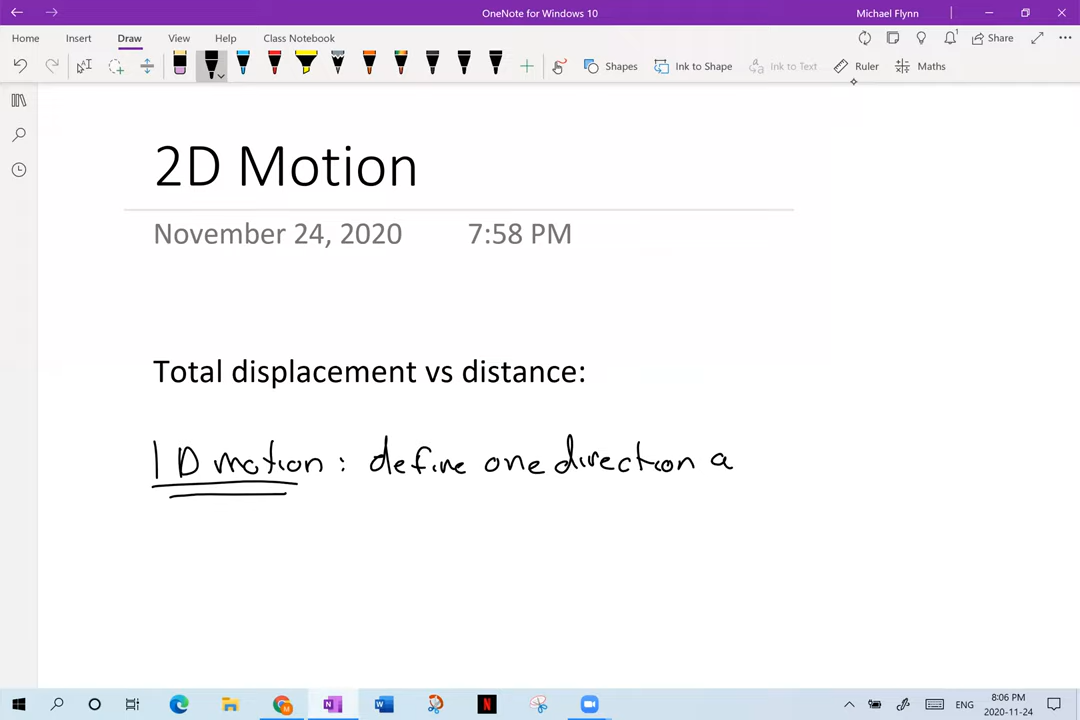 OneNote for Windows 10
Michael Flynn
Home Insert Draw View Help Class Notebook
Share
Shapes Ink to Shape Ink to Text Ruler Maths
2D Motion
November 24, 2020 7:58 PM
Total displacement vs distance:
1D motion: define one direction a
ENG
8:06 PM
2020-11-24